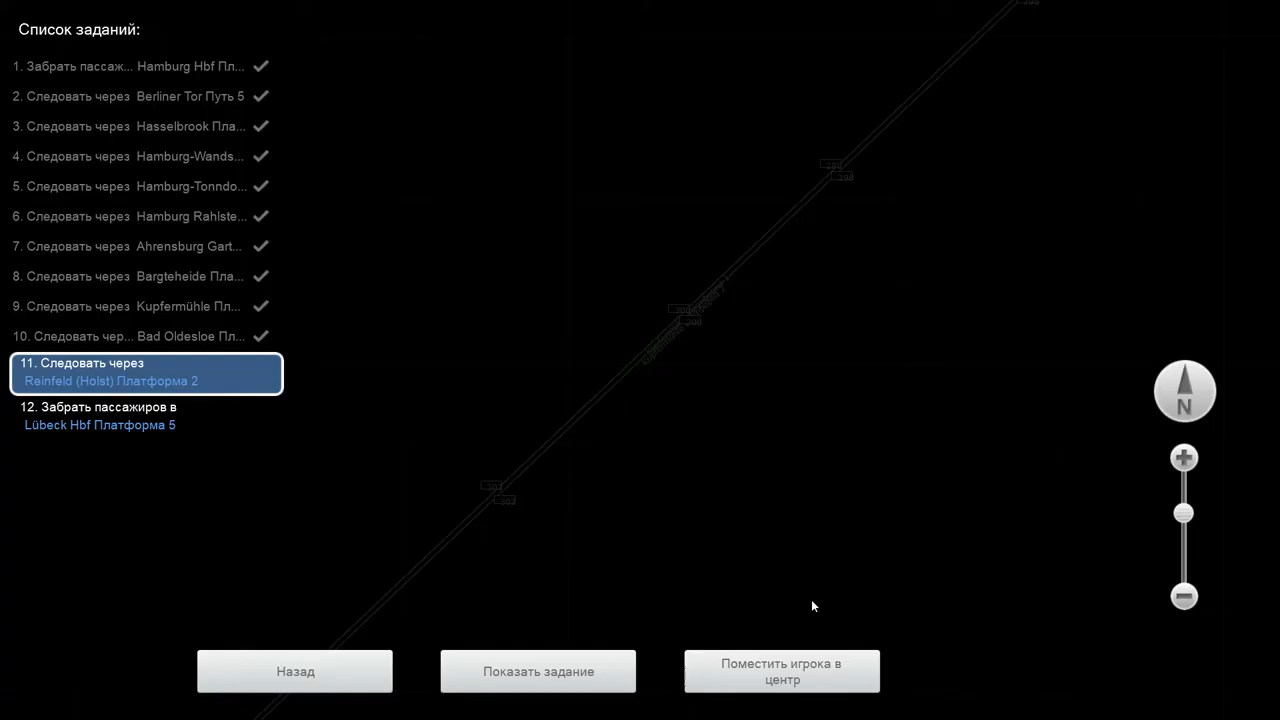 Список заданий:
1. Забрать пассаж... Hamburg Hbf Пл...
2. Следовать через Berliner Tor Путь 5
3. Следовать через Hasselbrook Пла...
4. Следовать через Hamburg-Wands...
5. Следовать через Hamburg-Tonndo...
6. Следовать через Hamburg Rahlste...
7. Следовать через Ahrensburg Gart...
8. Следовать через Bargteheide Пла...
9. Следовать через Kupfermühle Пл...
10. Следовать чер... Bad Oldesloe Пл...
11. Следовать через
Reinfeld (Holst) Платформа 2
12. Забрать пассажиров в
Lübeck Hbf Платформа 5
N
Назад
Показать задание
Поместить игрока в
центр